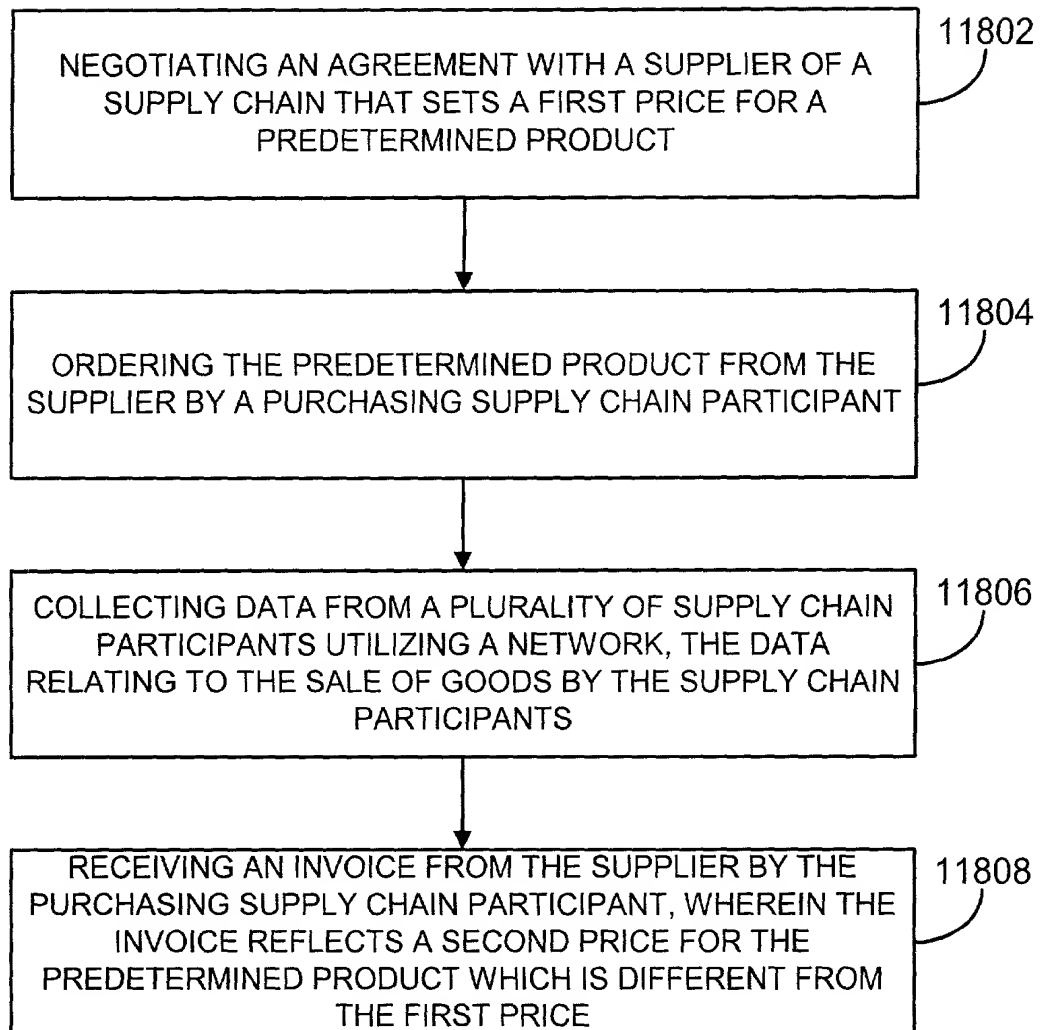 11802
NEGOTIATING AN AGREEMENT WITH A SUPPLIER OF A
SUPPLY CHAIN THAT SETS A FIRST PRICE FOR A
PREDETERMINED PRODUCT
11804
ORDERING THE PREDETERMINED PRODUCT FROM THE
SUPPLIER BY A PURCHASING SUPPLY CHAIN PARTICIPANT
11806
COLLECTING DATA FROM A PLURALITY OF SUPPLY CHAIN
PARTICIPANTS UTILIZING A NETWORK, THE DATA
RELATING TO THE SALE OF GOODS BY THE SUPPLY CHAIN
PARTICIPANTS
11808
RECEIVING AN INVOICE FROM THE SUPPLIER BY THE
PURCHASING SUPPLY CHAIN PARTICIPANT, WHEREIN THE
INVOICE REFLECTS A SECOND PRICE FOR THE
PREDETERMINED PRODUCT WHICH IS DIFFERENT FROM
THE FIRST PRICE